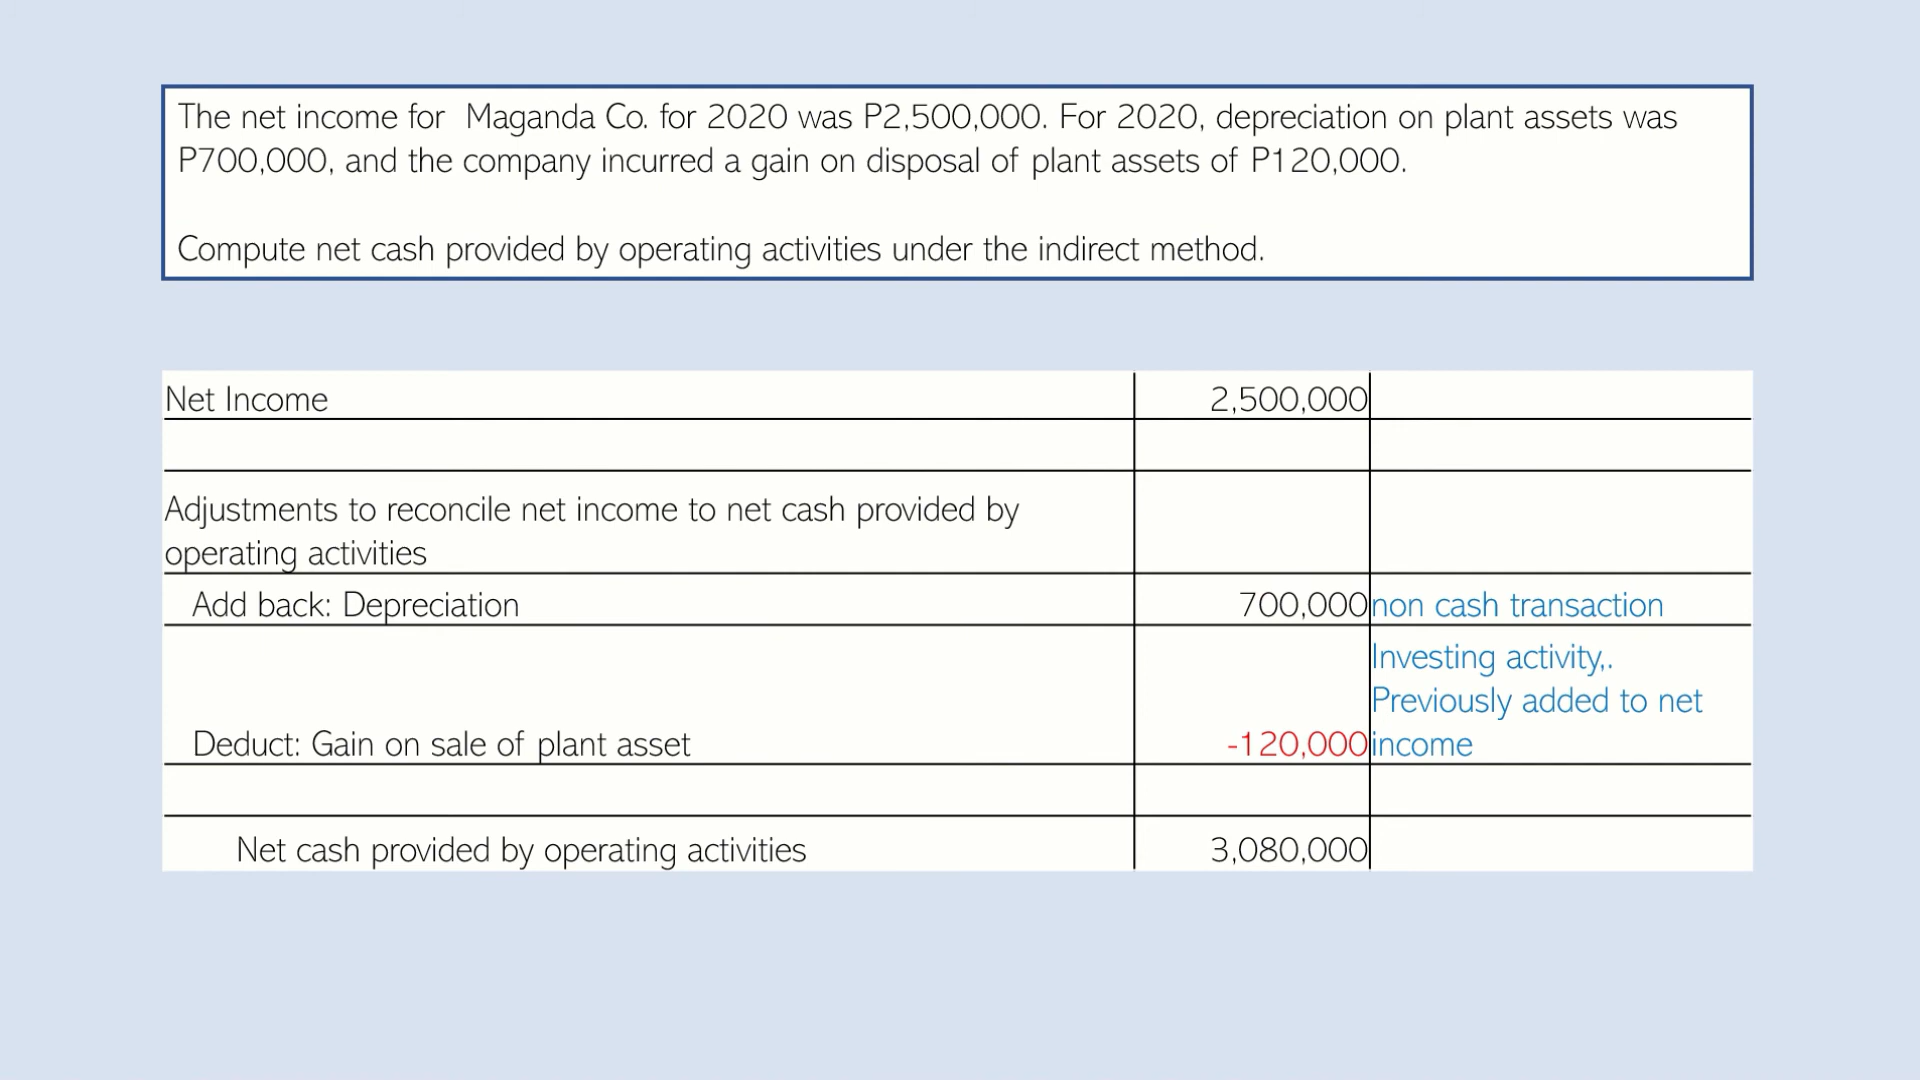 The net income for Maganda Co. for 2020 was P2,500,000. For 2020, depreciation on plant assets was
P700,000, and the company incurred a gain on disposal of plant assets of P120,000.
Compute net cash provided by operating activities under the indirect method.
Net Income 2,500,000
Adjustments to reconcile net income to net cash provided by
operating activities
Add back: Depreciation 700,000 non cash transaction
Investing activity,.
Previously added to net
Deduct: Gain on sale of plant asset -120,000 income
Net cash provided by operating activities 3,080,000